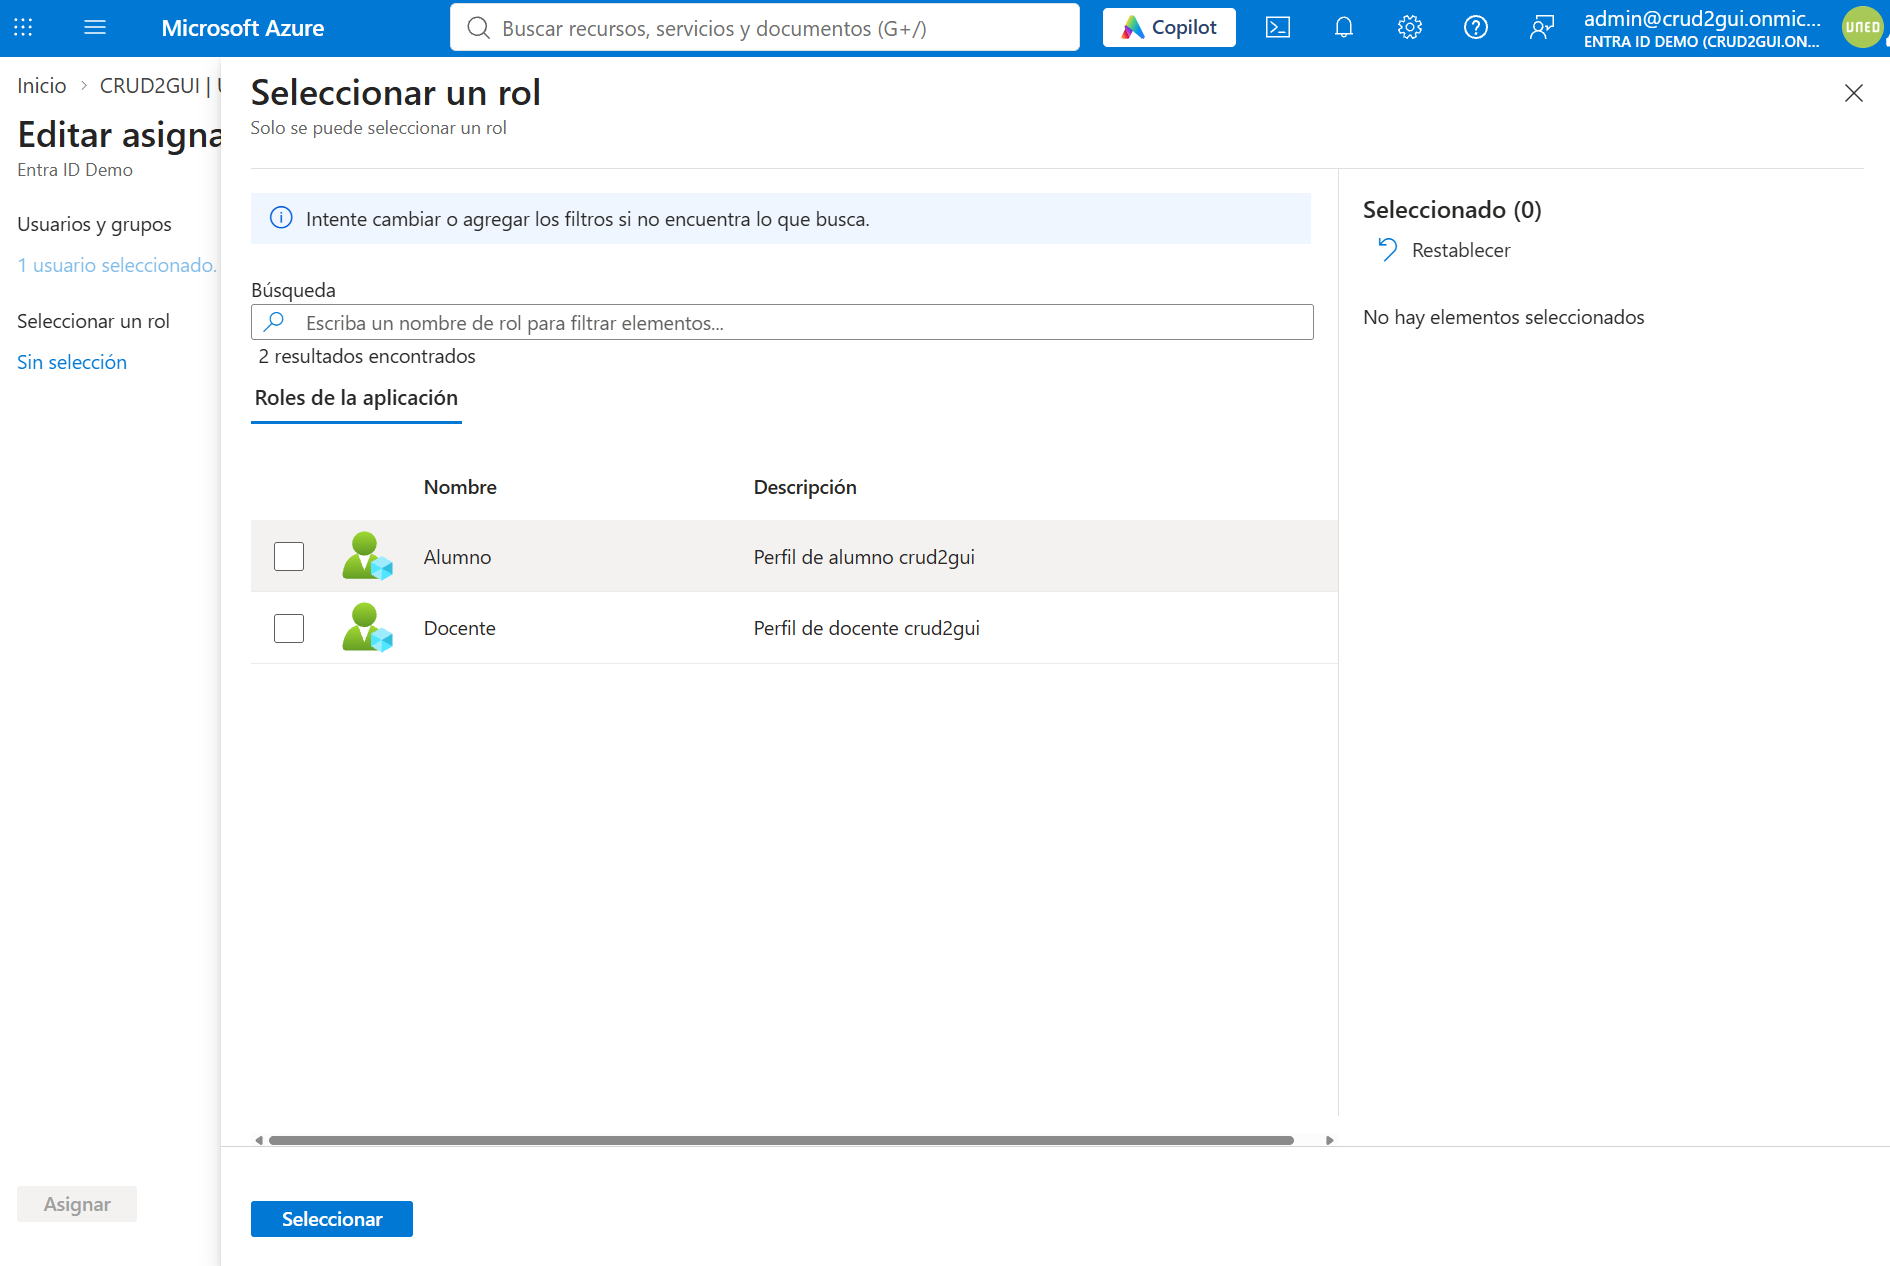 Microsoft Azure
Buscar recursos, servicios y documentos (G+/)
Copilot
admin@crud2gui.onmic...
ENTRA ID DEMO (CRUD2GUI.ON...
UNED
Inicio > CRUD2GUI |
Editar asigna
Entra ID Demo
Usuarios y grupos
1 usuario seleccionado.
Seleccionar un rol
Sin selección
Asignar
Seleccionar un rol
Solo se puede seleccionar un rol
Intente cambiar o agregar los filtros si no encuentra lo que busca.
Búsqueda
Escriba un nombre de rol para filtrar elementos...
2 resultados encontrados
Roles de la aplicación
Nombre Descripción
Alumno Perfil de alumno crud2gui
Docente Perfil de docente crud2gui
Seleccionar
Seleccionado (0)
Restablecer
No hay elementos seleccionados